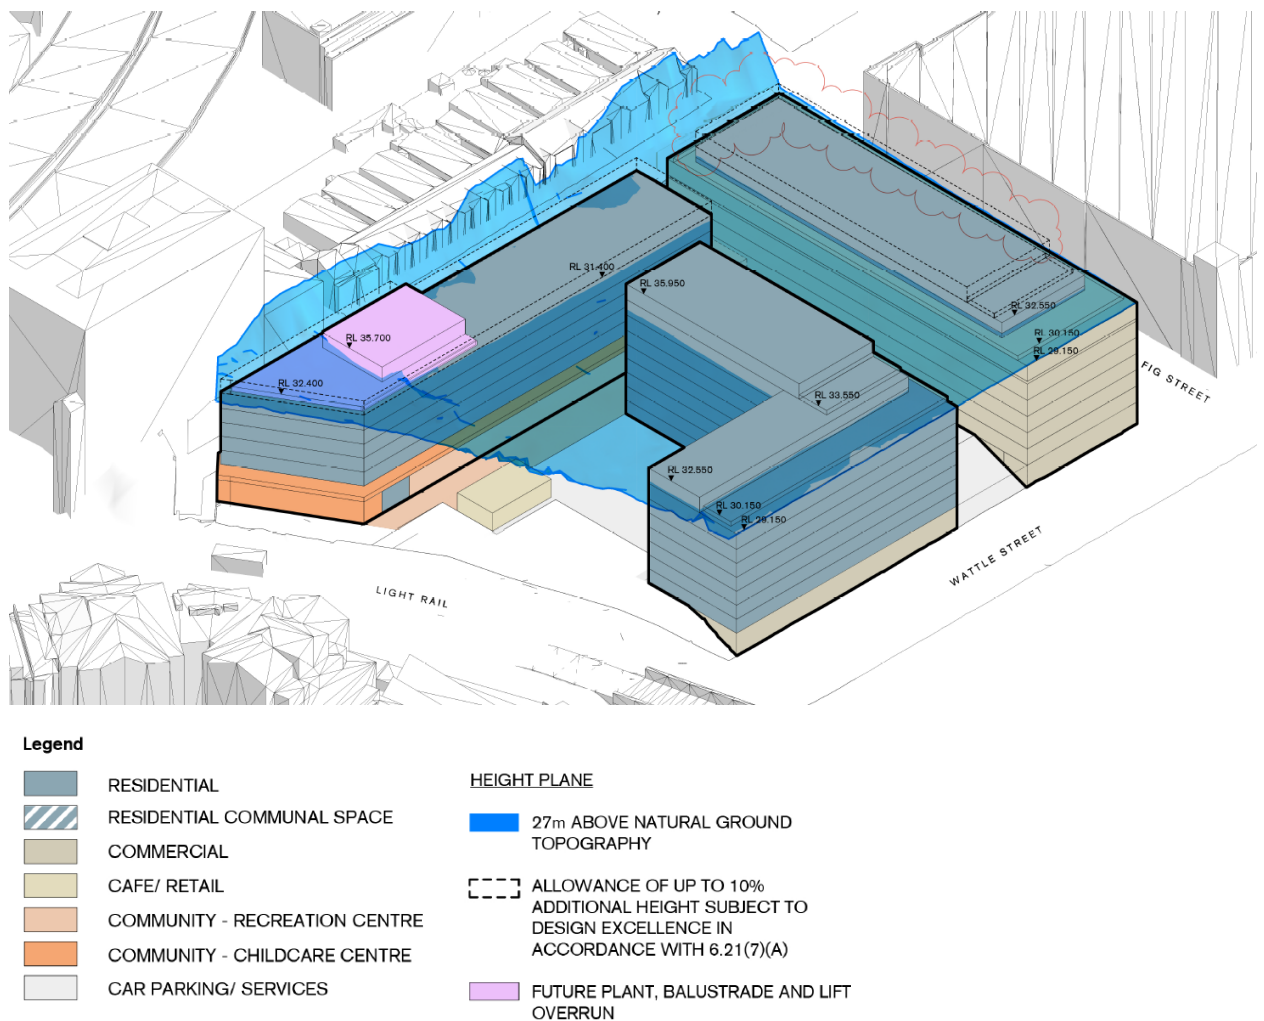 RL 31.400
RL 35.950
RL 32.550
RL 35.700
RL 30.150
RL 29.150
RL 32.400
RL 33.550
FIG STREET
RL 32.550
RL 30.150
RL 29.150
WATTLE STREET
LIGHT RAIL
Legend
RESIDENTIAL
RESIDENTIAL COMMUNAL SPACE
COMMERCIAL
CAFE/ RETAIL
COMMUNITY - RECREATION CENTRE
COMMUNITY - CHILDCARE CENTRE
CAR PARKING/ SERVICES
HEIGHT PLANE
27m ABOVE NATURAL GROUND
TOPOGRAPHY
ALLOWANCE OF UP TO 10%
ADDITIONAL HEIGHT SUBJECT TO
DESIGN EXCELLENCE IN
ACCORDANCE WITH 6.21(7)(A)
FUTURE PLANT, BALUSTRADE AND LIFT
OVERRUN